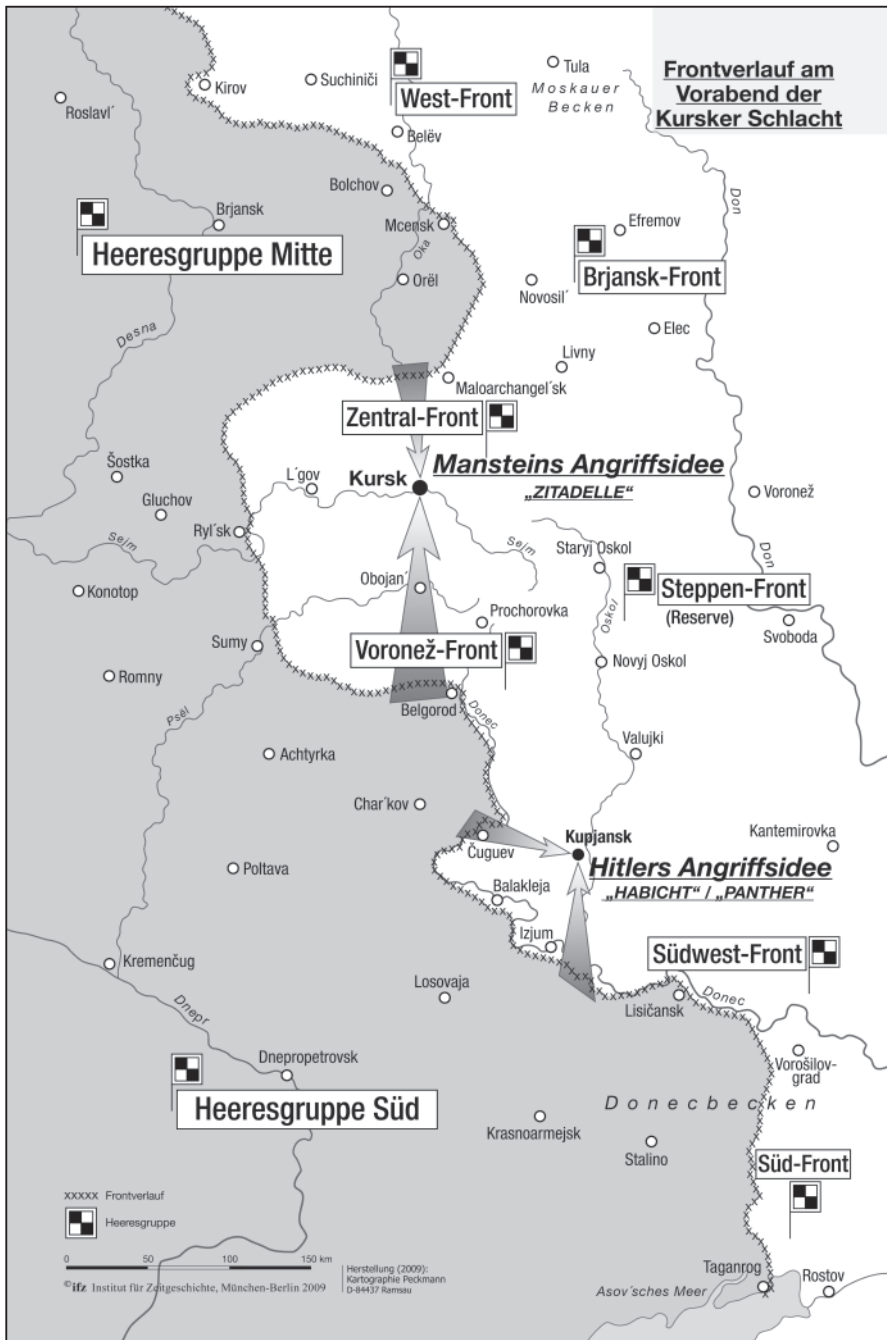 Frontverlauf am
Vorabend der
Kursker Schlacht
Kirov
Suchiniči
Tula
Moskauer
Becken
Roslavl´
West-Front
Belëv
Don
Bolchov
Brjansk
Mcensk
Efremov
Heeresgruppe Mitte
Oka
Brjansk-Front
Orël
Novosil´
Desna
Elec
Livny
Maloarchangel´sk
Zentral-Front
Mansteins Angriffsidee
„ZITADELLE“
Šostka
L´gov
Kursk
Voronež
Gluchov
Ryl´sk
Sejm
Sejm
Staryj Oskol
Don
Konotop
Obojan´
Steppen-Front
(Reserve)
Oskol
Prochorovka
Svoboda
Sumy
Voronež-Front
Novyj Oskol
Romny
Belgorod
Donec
Psël
Achtyrka
Valujki
Char´kov
Čuguev
Kupjansk
Kantemirovka
Poltava
Hitlers Angriffsidee
„HABICHT“ / „PANTHER“
Balakleja
Izjum
Südwest-Front
Kremenčug
Losovaja
Donec
Lisičansk
Dnepr
Dnepropetrovsk
Vorošilov-
grad
Heeresgruppe Süd
Donecbecken
Krasnoarmejsk
Stalino
Süd-Front
xxxxx Frontverlauf
Heeresgruppe
0 50 100 150 km
Herstellung (2009):
Kartographie Peckmann
D-84437 Ramsau
©ifz Institut für Zeitgeschichte, München-Berlin 2009
Taganrog
Asov´sches Meer
Rostov